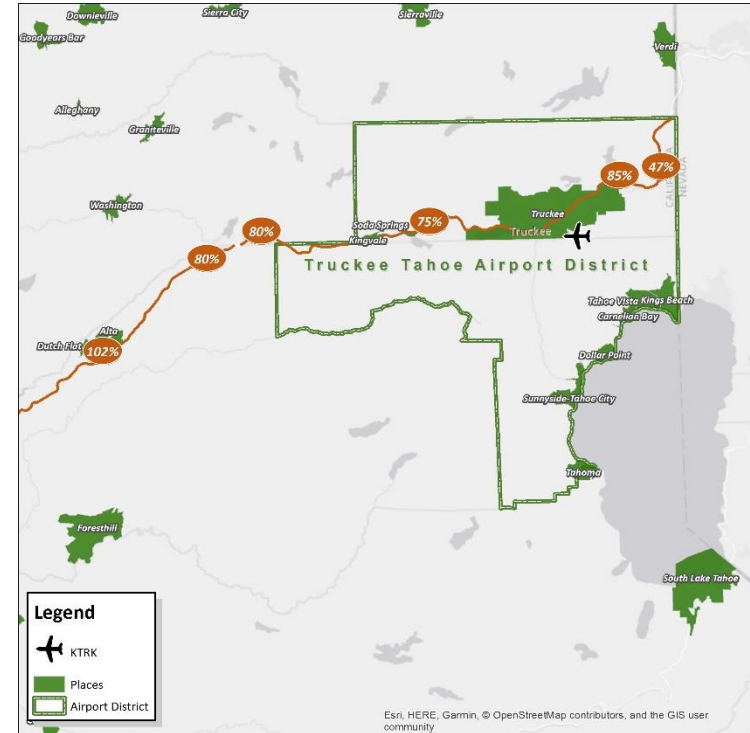 Downieville
Sierra City
Sierraville
Goodyears Bar
Verdi
Alleghany
Graniteville
CALIFORNIA
NEVADA
47%
85%
Washington
Truckee
Soda Springs
75%
80%
Truckee
Kingvale
80%
Truckee Tahoe Airport District
Tahoe Vista Kings Beach
Carnelian Bay
Alta
Dutch Flat
102%
Dollar Point
Sunnyside-Tahoe City
Tahoma
Foresthill
South Lake Tahoe
Legend
KTRK
Places
Airport District
Esri, HERE, Garmin, © OpenStreetMap contributors, and the GIS user
community